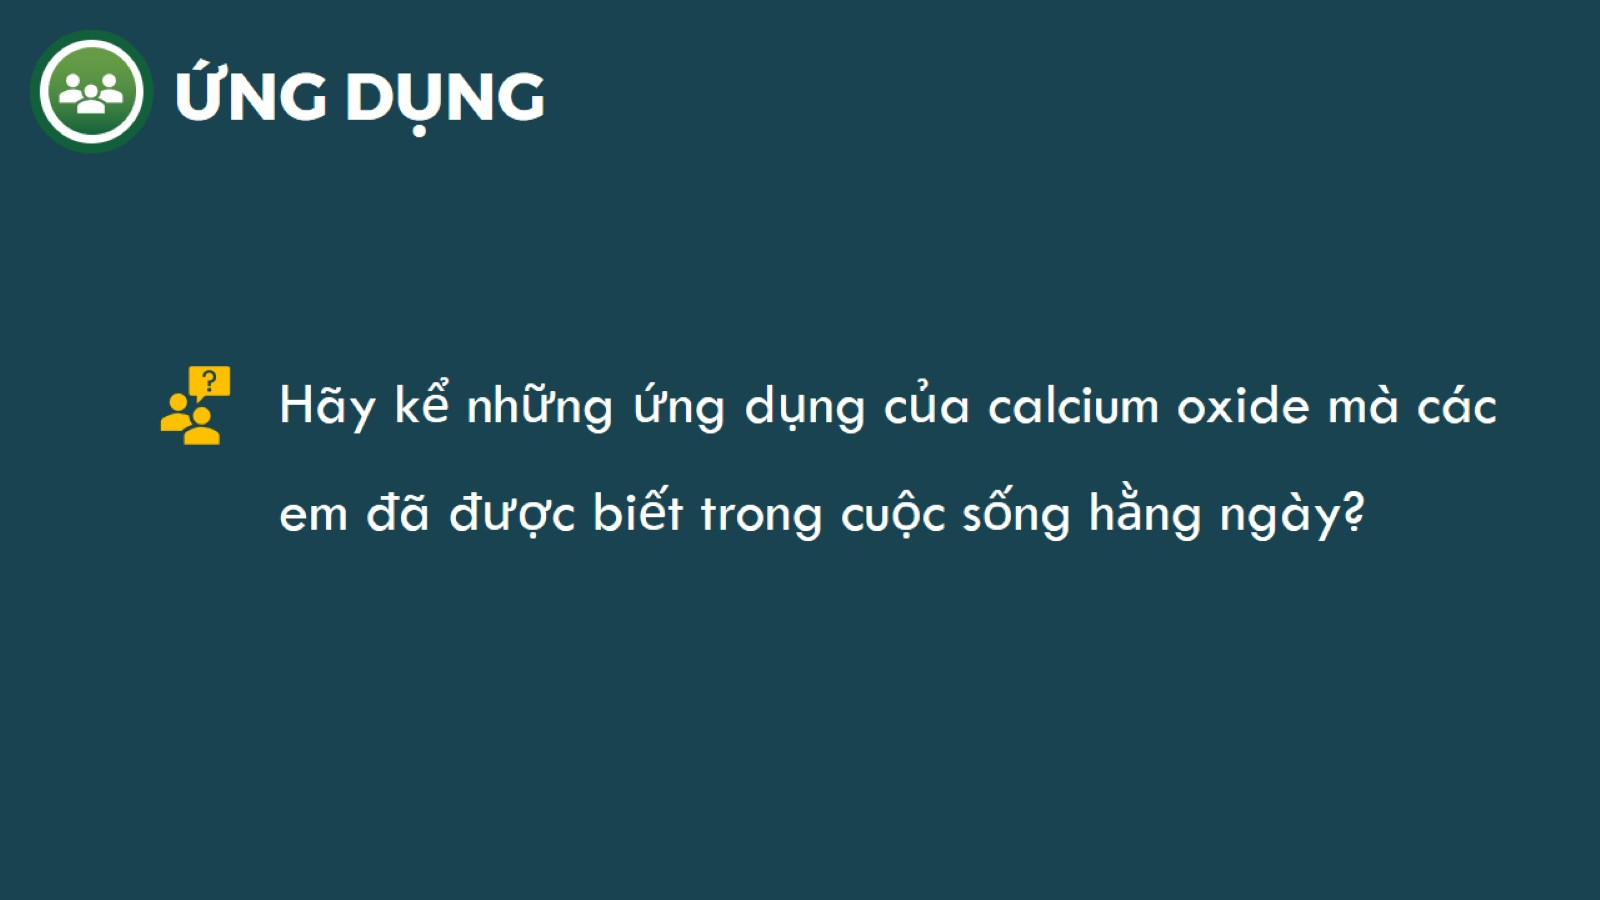 ỨNG DỤNG
?
Hãy kể những ứng dụng của calcium oxide mà các
em đã được biết trong cuộc sống hằng ngày?